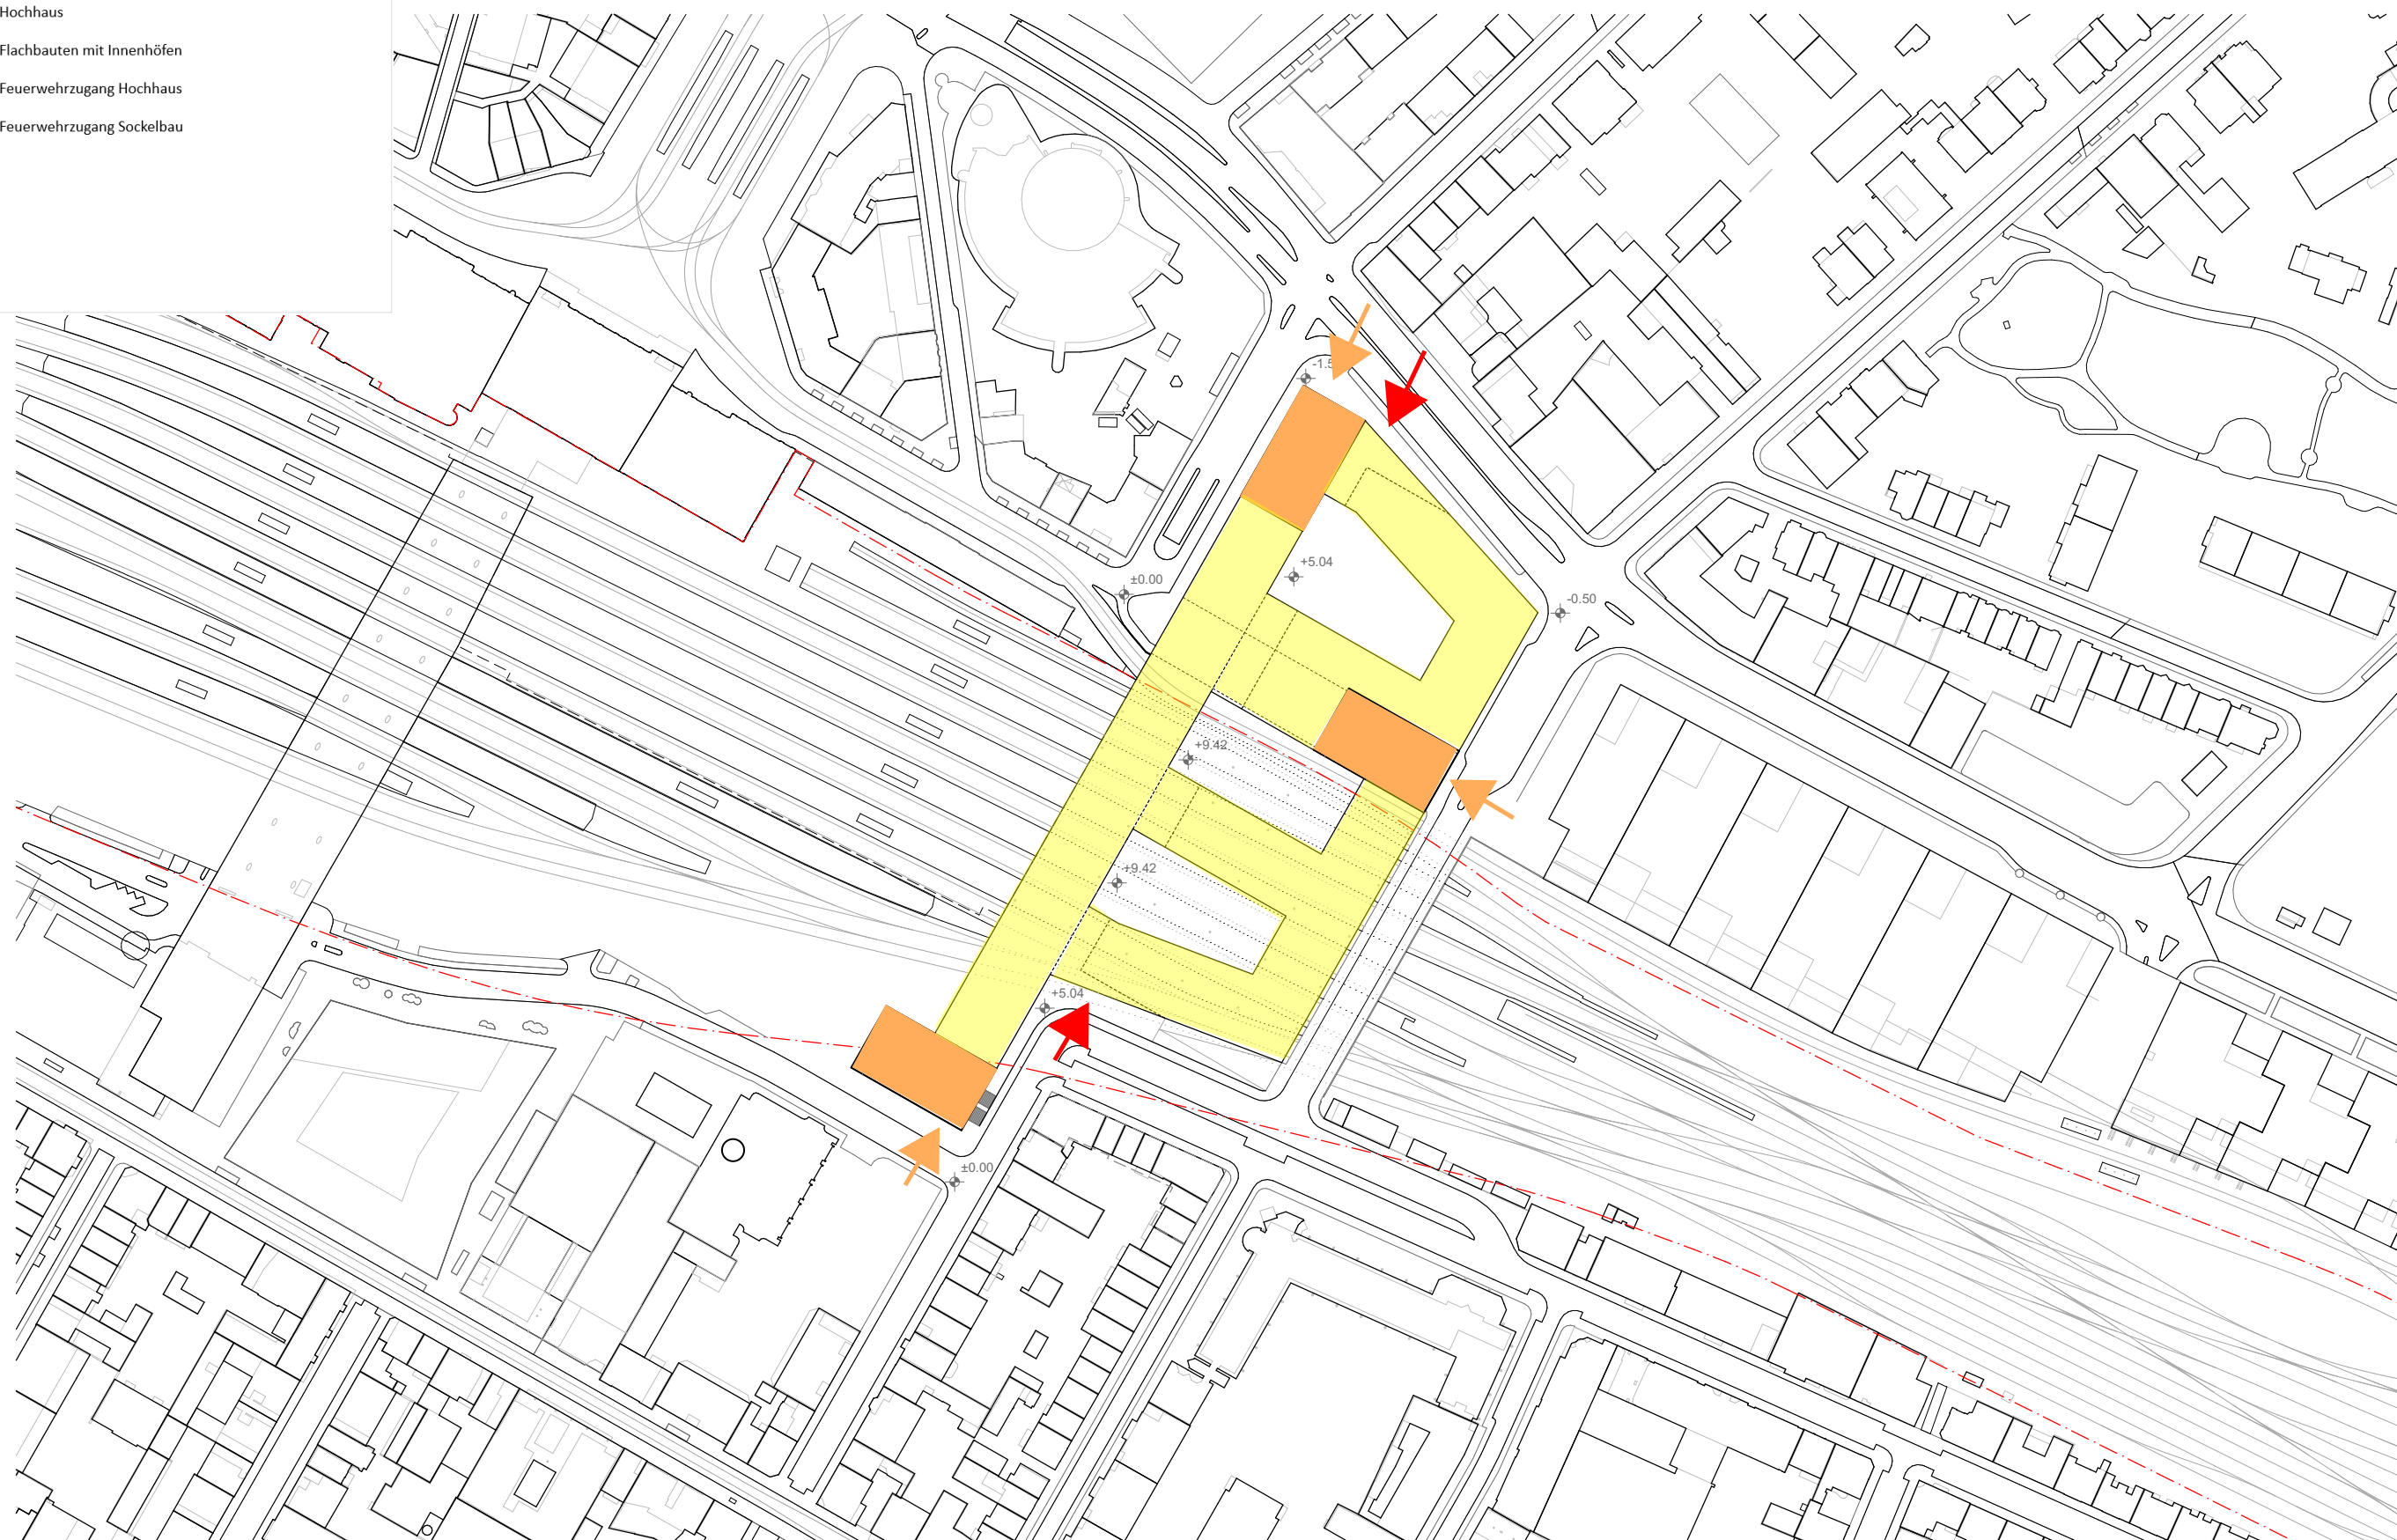 Hochhaus
Flachbauten mit Innenhöfen
Feuerwehrzugang Hochhaus
Feuerwehrzugang Sockelbau
+5.04
±0.00
-0.50
+9.42
+9.42
+5.04
±0.00